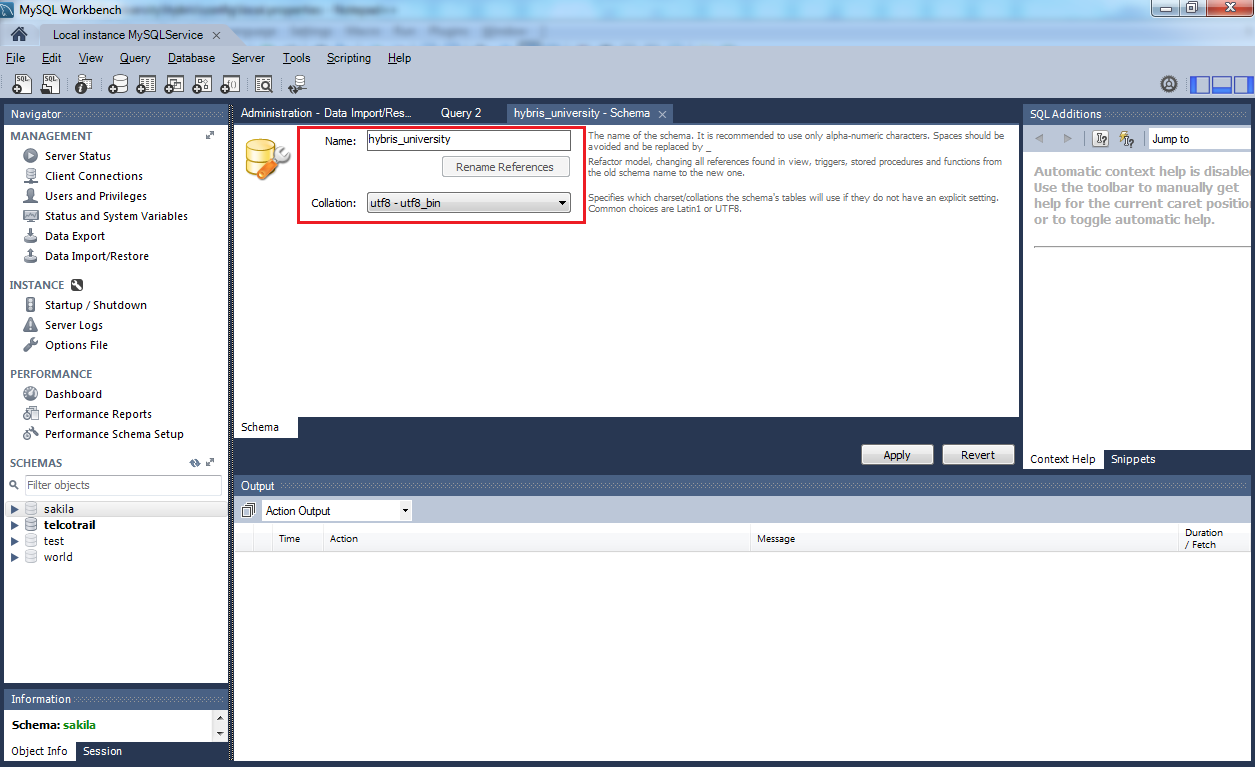 MySQL Workbench
Local instance MySQLService
File Edit View Query Database Server Tools Scripting Help
Navigator
MANAGEMENT
Server Status
Client Connections
Users and Privileges
Status and System Variables
Data Export
Data Import/Restore
INSTANCE
Startup / Shutdown
Server Logs
Options File
PERFORMANCE
Dashboard
Performance Reports
Performance Schema Setup
SCHEMAS
Filter objects
sakila
telcotrail
test
world
Information
Schema: sakila
Object Info Session
Administration - Data Import/Res... Query 2 hybris_university - Schema
Name: hybris_university
Rename References
Collation: utf8 - utf8_bin
The name of the schema. It is recommended to use only alpha-numeric characters. Spaces should be
avoided and be replaced by _
Refactor model, changing all references found in view, triggers, stored procedures and functions from
the old schema name to the new one.
Specifies which charset/collations the schema's tables will use if they do not have an explicit setting.
Common choices are Latin1 or UTF8.
Schema
Apply Revert
SQL Additions
Jump to
Automatic context help is disabled
Use the toolbar to manually get
help for the current caret position
or to toggle automatic help.
Context Help Snippets
Output
Action Output
Time Action Message Duration
/ Fetch